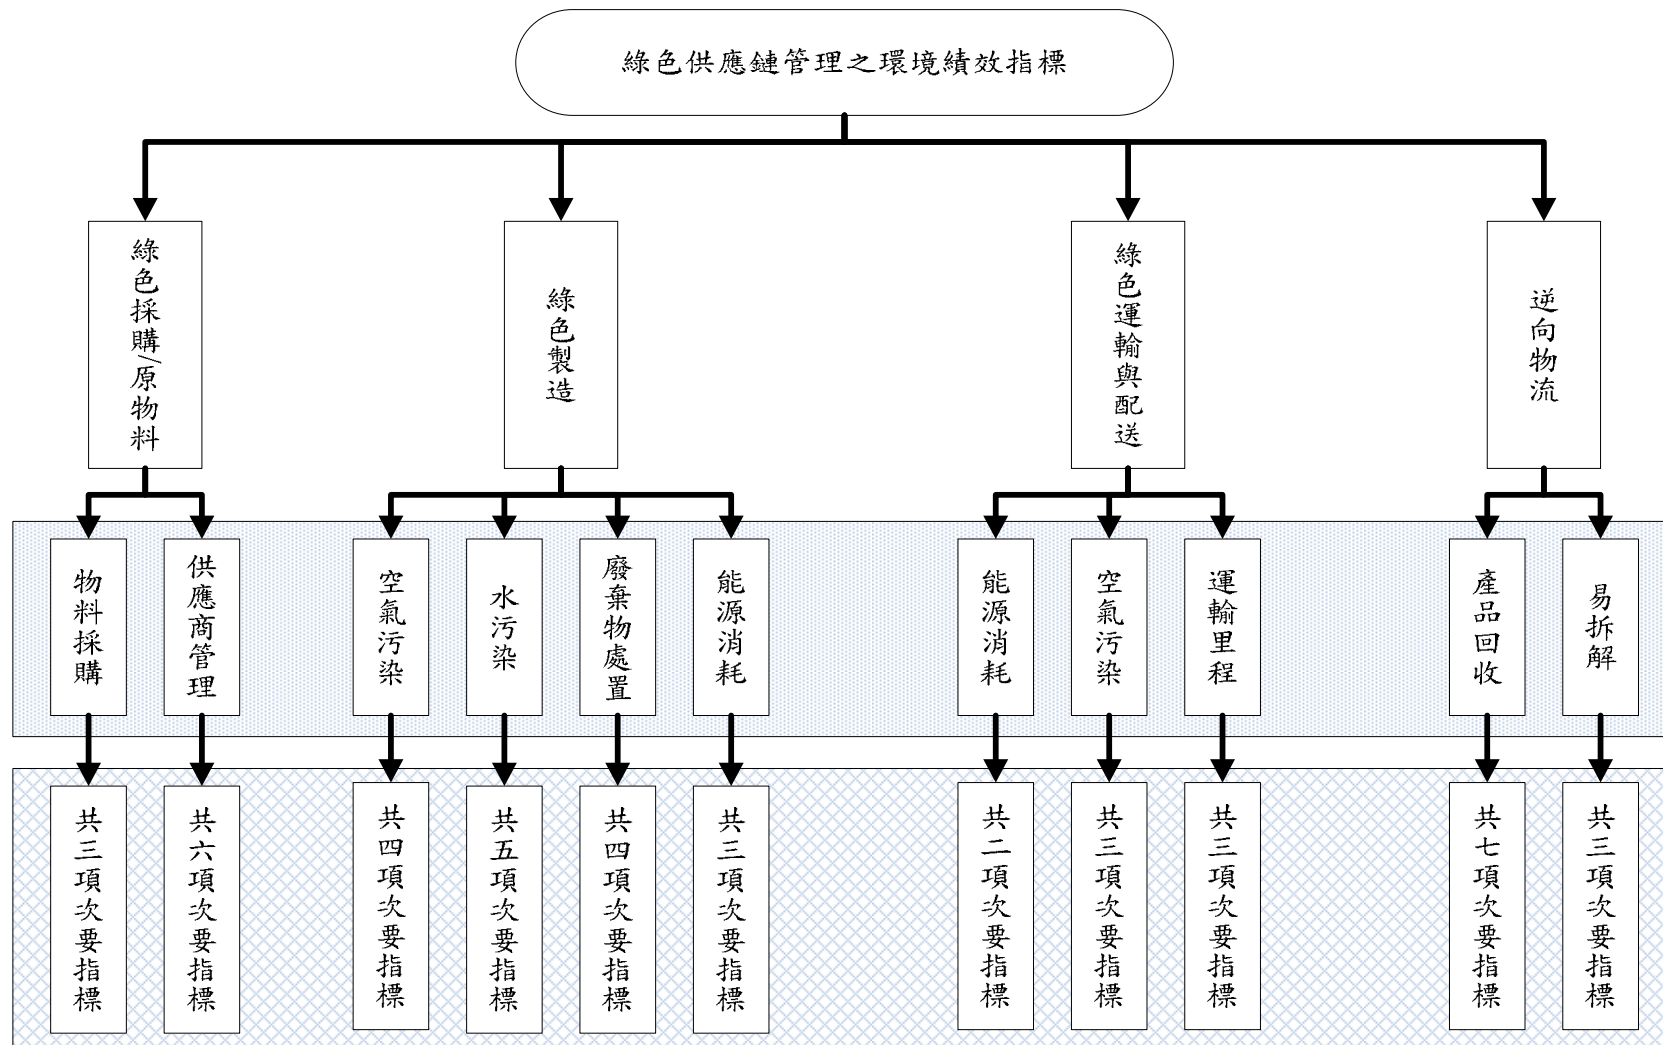 綠色供應鏈管理之環境績效指標
綠色採購/原物料
綠色製造
綠色運輸與配送
逆向物流
物料採購
供應商管理
空氣污染
水污染
廢棄物處置
能源消耗
能源消耗
空氣污染
運輸里程
產品回收
易拆解
共三項次要指標
共六項次要指標
共四項次要指標
共五項次要指標
共四項次要指標
共三項次要指標
共二項次要指標
共三項次要指標
共三項次要指標
共七項次要指標
共三項次要指標